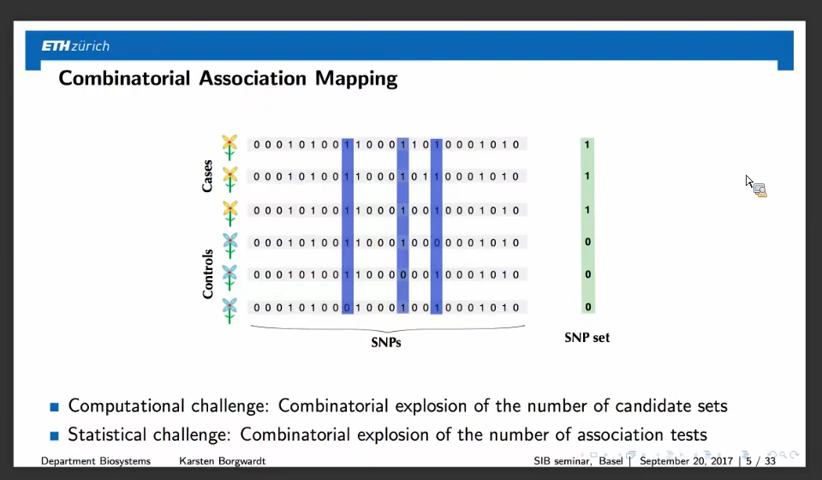 ETH zürich
Combinatorial Association Mapping
Cases
0 0 0 1 0 1 0 0 1 1 0 0 0 1 1 0 1 0 0 0 1 0 1 0 1
0 0 0 1 0 1 0 0 1 1 0 0 0 1 0 1 1 0 0 0 1 0 1 0 1
0 0 0 1 0 1 0 0 1 1 0 0 0 1 0 0 1 0 0 0 1 0 1 0 1
Controls
0 0 0 1 0 1 0 0 1 1 0 0 0 1 0 0 0 0 0 0 1 0 1 0 0
0 0 0 1 0 1 0 0 1 1 0 0 0 0 0 0 1 0 0 0 1 0 1 0 0
0 0 0 1 0 1 0 0 0 1 0 0 0 1 0 0 1 0 0 0 1 0 1 0 0
SNPs
SNP set
Computational challenge: Combinatorial explosion of the number of candidate sets
Statistical challenge: Combinatorial explosion of the number of association tests
Department Biosystems Karsten Borgwardt SIB seminar, Basel | September 20, 2017 | 5 / 33